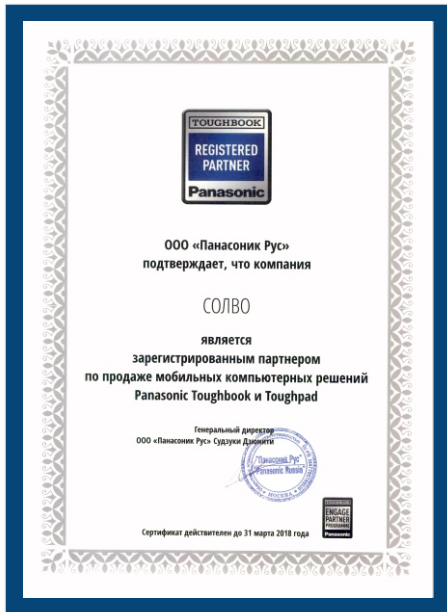 TOUGHBOOK
REGISTERED
PARTNER
Panasonic
ООО «Панасоник Рус»
подтверждает, что компания
СОЛВО
является
зарегистрированным партнером
по продаже мобильных компьютерных решений
Panasonic Toughbook и Toughpad
Генеральный директор
ООО «Панасоник Рус» Судзуки Дзюнити
"Панасоник Рус"
"Panasonic Russia"
МОСКВА
TOUGHBOOK
ENGAGE
PARTNER
PROGRAMME
Panasonic
Сертификат действителен до 31 марта 2018 года